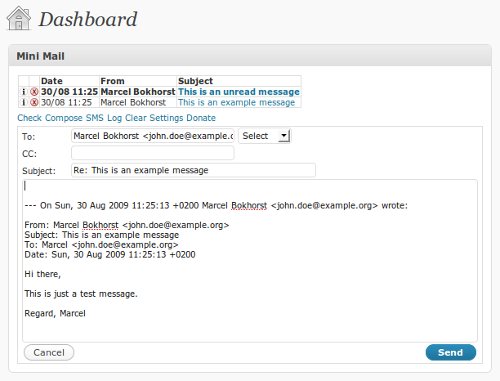 Dashboard
Mini Mail
Date From Subject
30/08 11:25 Marcel Bokhorst This is an unread message
30/08 11:25 Marcel Bokhorst This is an example message
Check Compose SMS Log Clear Settings Donate
To: Marcel Bokhorst <john.doe@example.c Select
CC:
Subject: Re: This is an example message
--- On Sun, 30 Aug 2009 11:25:13 +0200 Marcel Bokhorst <john.doe@example.org> wrote:
From: Marcel Bokhorst <john.doe@example.org>
Subject: This is an example message
To: Marcel <john@example.org>
Date: Sun, 30 Aug 2009 11:25:13 +0200
Hi there,
This is just a test message.
Regard, Marcel
Cancel Send